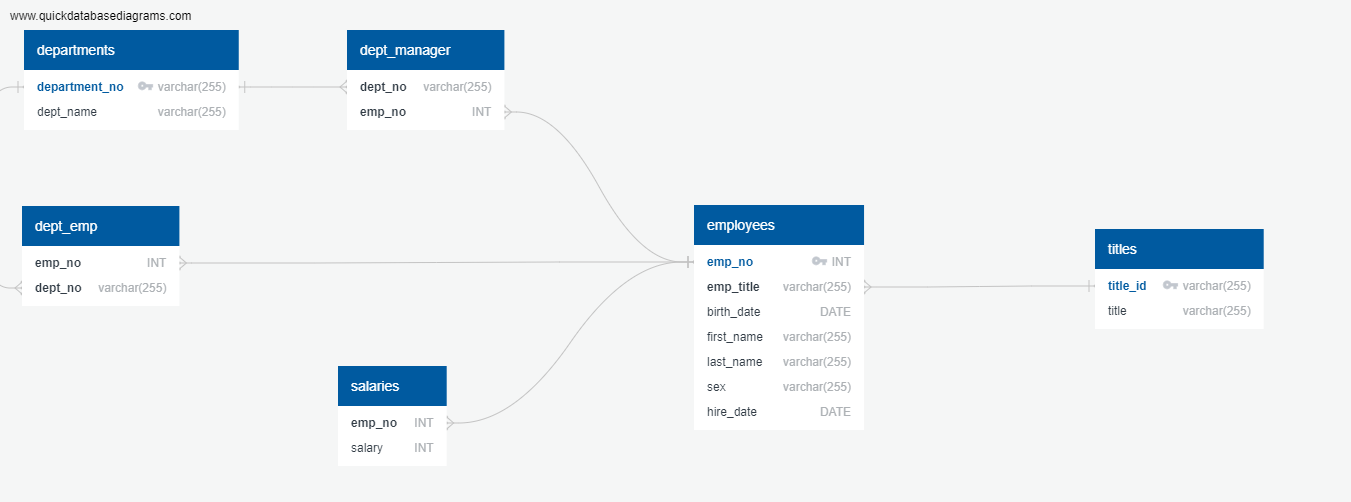 www.quickdatabasediagrams.com
departments
department_no varchar(255)
dept_name varchar(255)
dept_manager
dept_no varchar(255)
emp_no INT
dept_emp
emp_no INT
dept_no varchar(255)
employees
emp_no INT
emp_title varchar(255)
birth_date DATE
first_name varchar(255)
last_name varchar(255)
sex varchar(255)
hire_date DATE
titles
title_id varchar(255)
title varchar(255)
salaries
emp_no INT
salary INT